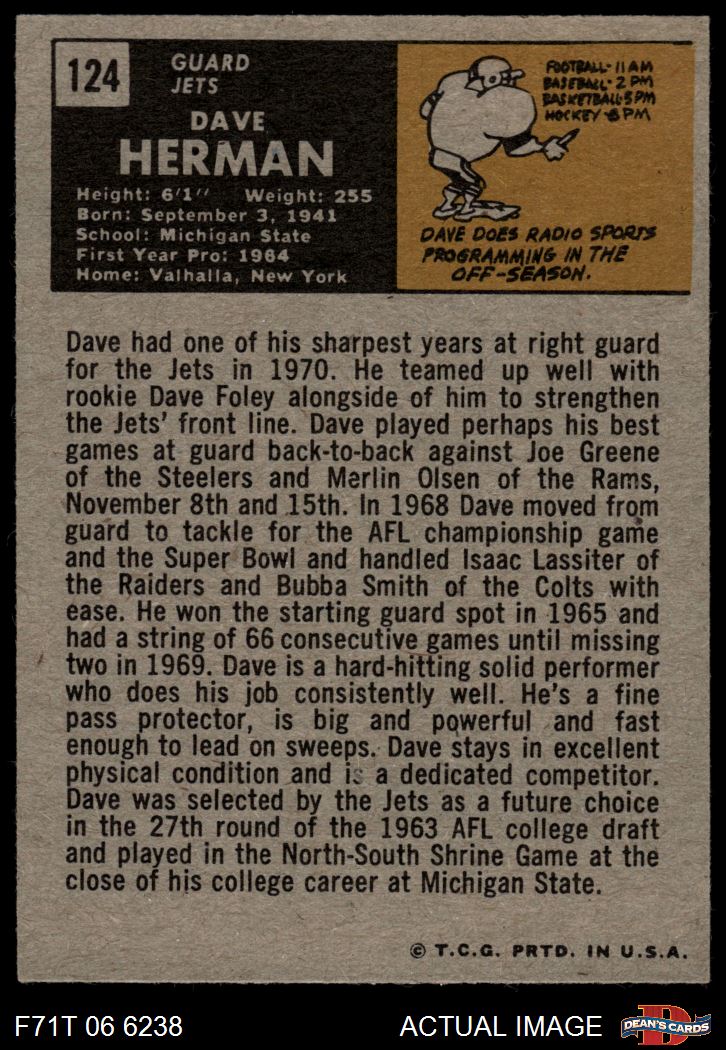 124
GUARD
JETS
DAVE
HERMAN
Height: 6'1" Weight: 255
Born: September 3, 1941
School: Michigan State
First Year Pro: 1964
Home: Valhalla, New York
FOOTBALL-11 AM
BASEBALL-2 PM
BASKETBALL-5 PM
HOCKEY-8 PM
DAVE DOES RADIO SPORTS
PROGRAMMING IN THE
OFF-SEASON.
Dave had one of his sharpest years at right guard
for the Jets in 1970. He teamed up well with
rookie Dave Foley alongside of him to strengthen
the Jets' front line. Dave played perhaps his best
games at guard back-to-back against Joe Greene
of the Steelers and Merlin Olsen of the Rams,
November 8th and 15th. In 1968 Dave moved from
guard to tackle for the AFL championship game
and the Super Bowl and handled Isaac Lassiter of
the Raiders and Bubba Smith of the Colts with
ease. He won the starting guard spot in 1965 and
had a string of 66 consecutive games until missing
two in 1969. Dave is a hard-hitting solid performer
who does his job consistently well. He's a fine
pass protector, is big and powerful and fast
enough to lead on sweeps. Dave stays in excellent
physical condition and is a dedicated competitor.
Dave was selected by the Jets as a future choice
in the 27th round of the 1963 AFL college draft
and played in the North-South Shrine Game at the
close of his college career at Michigan State.
© T.C.G. PRTD. IN U.S.A.
F71T 06 6238 ACTUAL IMAGE
D
DEAN'S CARDS